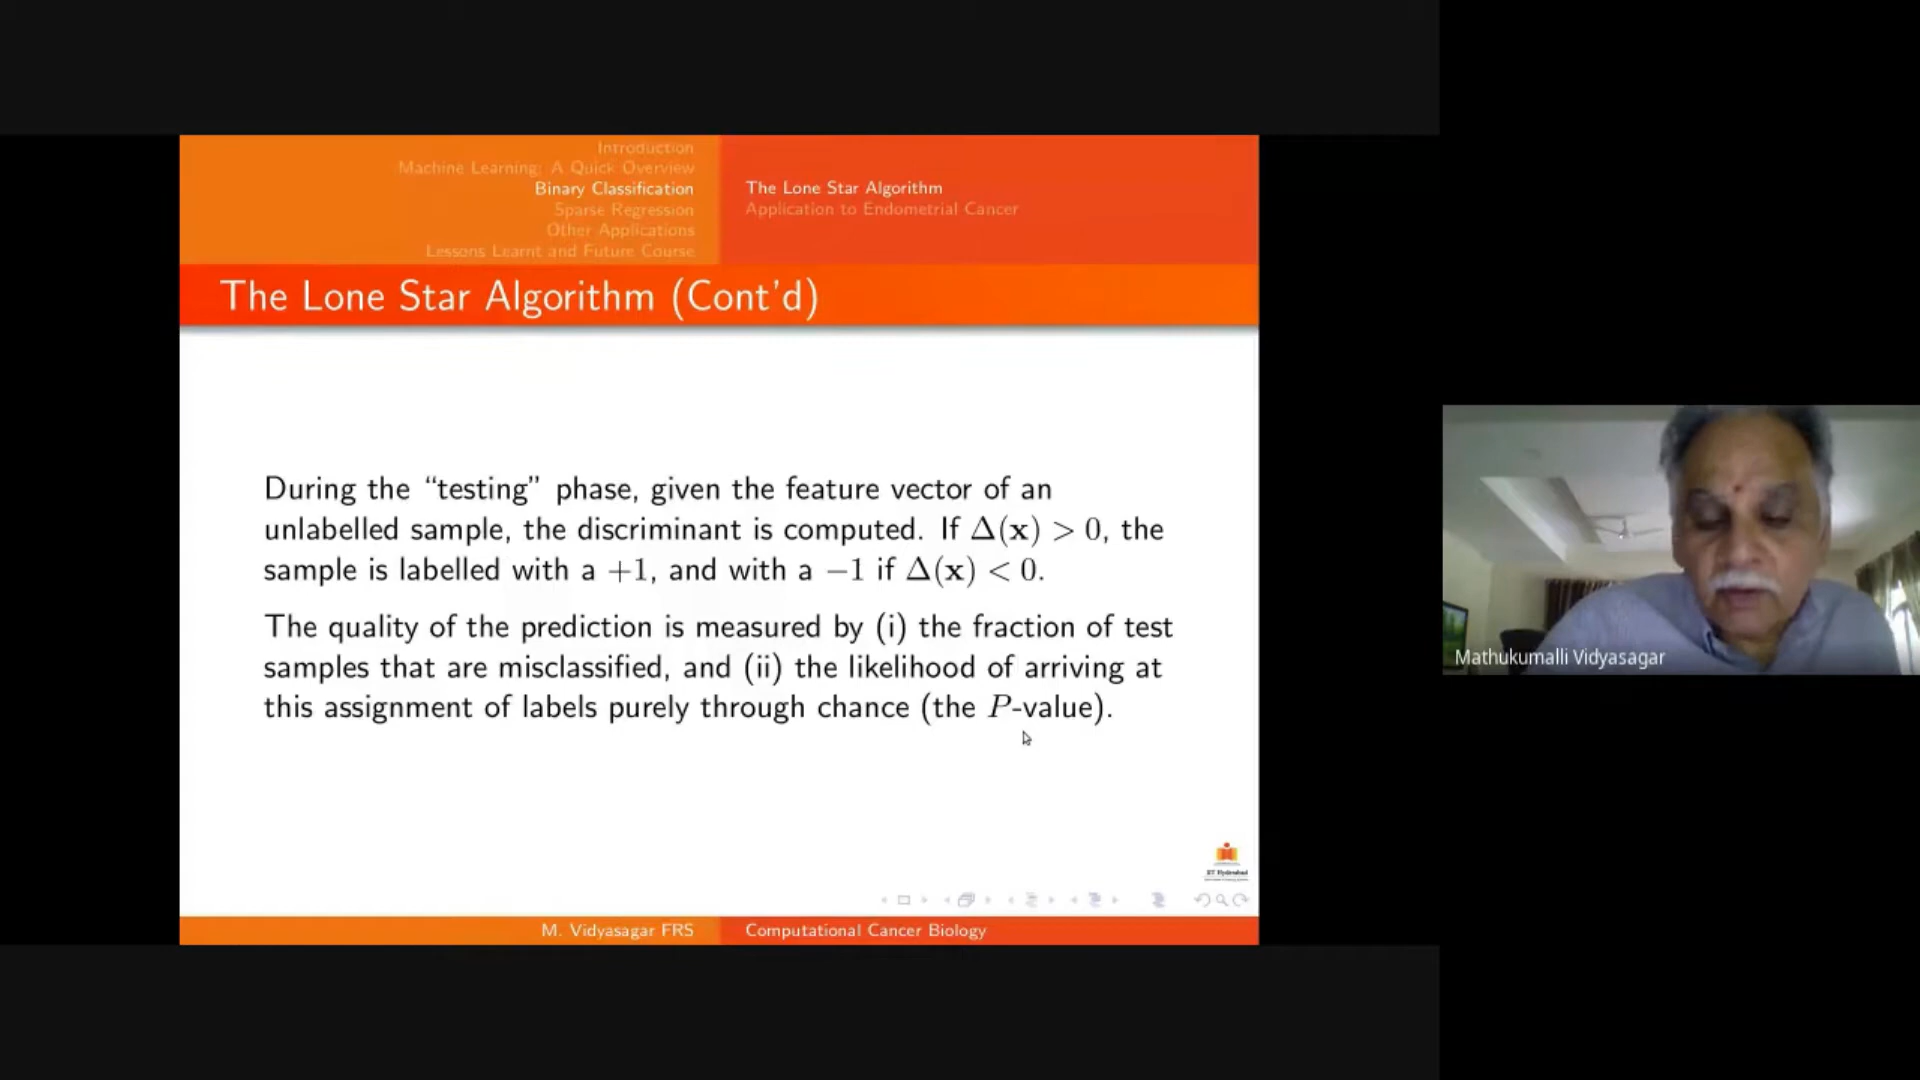 Introduction
Machine Learning: A Quick Overview
Binary Classification
Sparse Regression
Other Applications
Lessons Learnt and Future Course
The Lone Star Algorithm
Application to Endometrial Cancer
The Lone Star Algorithm (Cont'd)
During the “testing” phase, given the feature vector of an
unlabelled sample, the discriminant is computed. If Δ(x) > 0, the
sample is labelled with a +1, and with a −1 if Δ(x) < 0.
The quality of the prediction is measured by (i) the fraction of test
samples that are misclassified, and (ii) the likelihood of arriving at
this assignment of labels purely through chance (the P-value).
Mathukumalli Vidyasagar
IIT Hyderabad
M. Vidyasagar FRS
Computational Cancer Biology